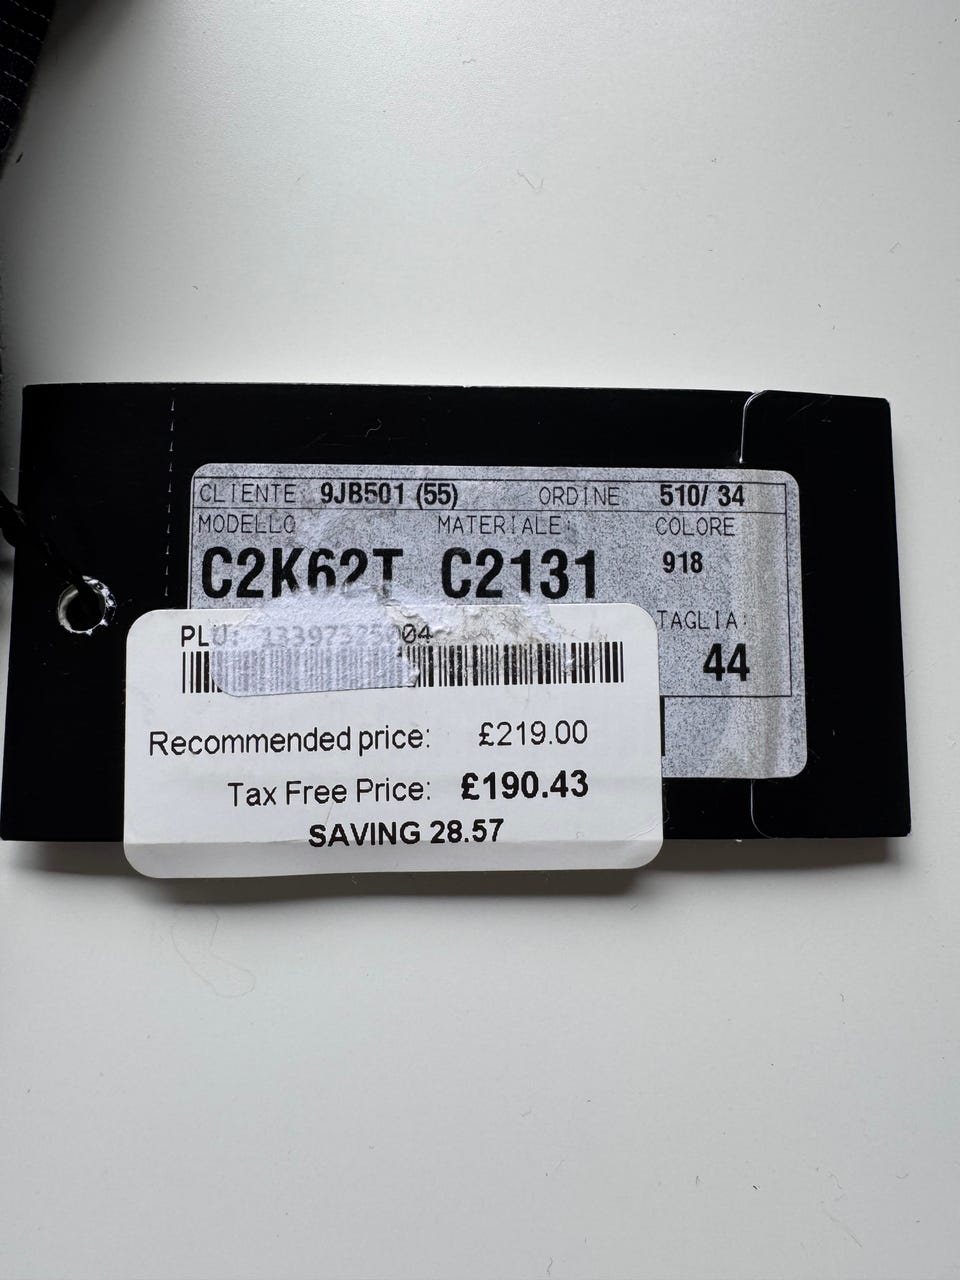 CLIENTE: 9JB501 (55) ORDINE 510/ 34
MODELLO MATERIALE: COLORE
C2K62T C2131 918
TAGLIA:
44
PLU:
Recommended price: £219.00
Tax Free Price: £190.43
SAVING 28.57